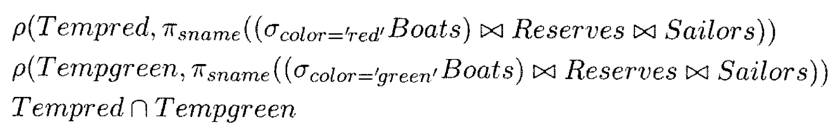 ρ(Tempred, π_sname((σ_color='red' Boats) ⋈ Reserves ⋈ Sailors))
ρ(Tempgreen, π_sname((σ_color='green' Boats) ⋈ Reserves ⋈ Sailors))
Tempred ∩ Tempgreen